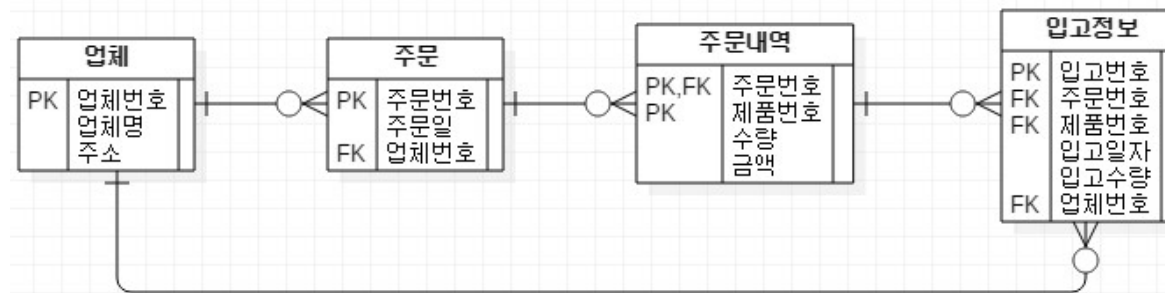 업체
PK 업체번호
업체명
주소
주문
PK 주문번호
주문일
FK 업체번호
주문내역
PK,FK 주문번호
PK 제품번호
수량
금액
입고정보
PK 입고번호
FK 주문번호
FK 제품번호
입고일자
입고수량
FK 업체번호